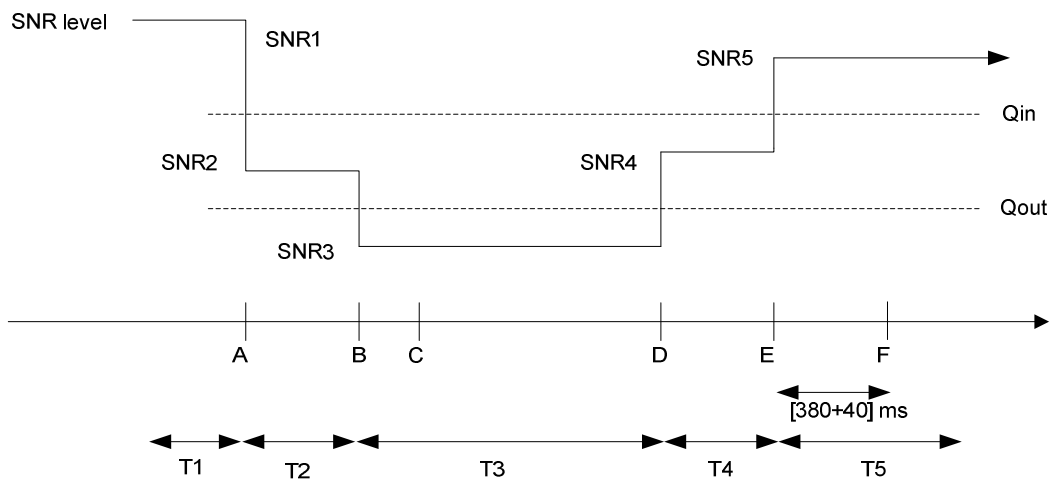 SNR level
SNR1
SNR5
Qin
SNR2
SNR4
Qout
SNR3
A B C D E F
[380+40] ms
T1 T2 T3 T4 T5